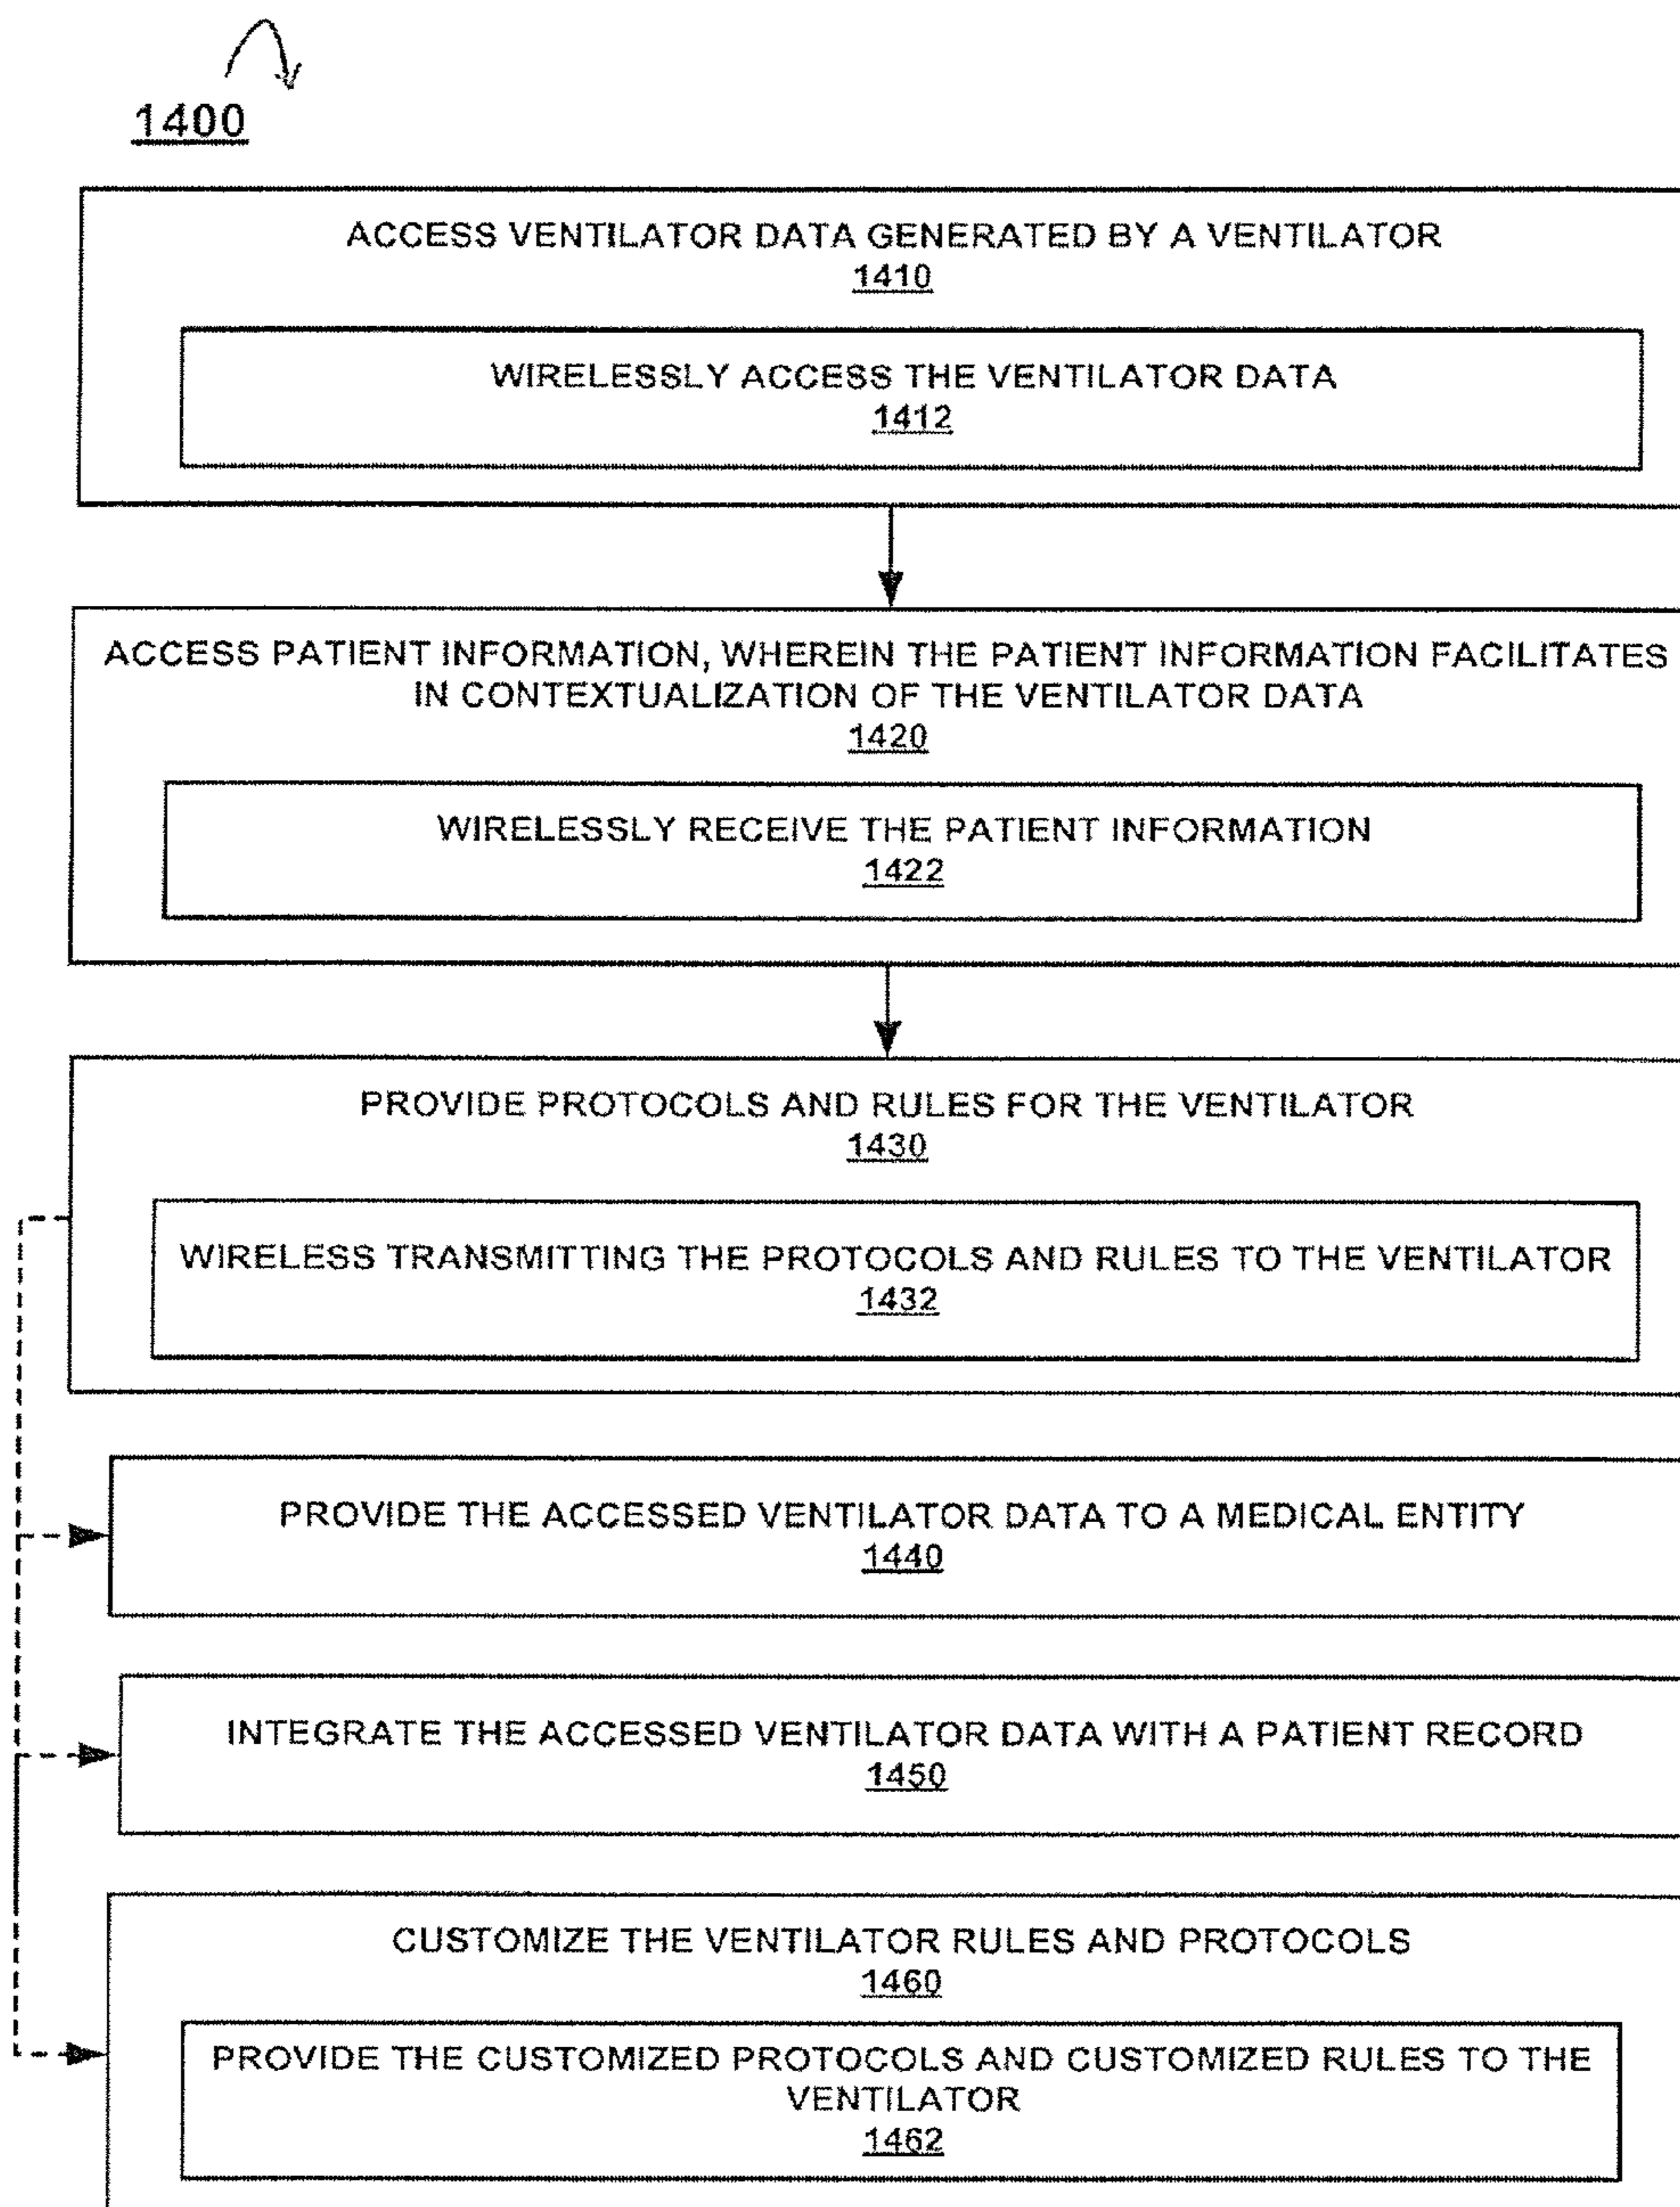 1400
ACCESS VENTILATOR DATA GENERATED BY A VENTILATOR
1410
WIRELESSLY ACCESS THE VENTILATOR DATA
1412
ACCESS PATIENT INFORMATION, WHEREIN THE PATIENT INFORMATION FACILITATES
IN CONTEXTUALIZATION OF THE VENTILATOR DATA
1420
WIRELESSLY RECEIVE THE PATIENT INFORMATION
1422
PROVIDE PROTOCOLS AND RULES FOR THE VENTILATOR
1430
WIRELESS TRANSMITTING THE PROTOCOLS AND RULES TO THE VENTILATOR
1432
PROVIDE THE ACCESSED VENTILATOR DATA TO A MEDICAL ENTITY
1440
INTEGRATE THE ACCESSED VENTILATOR DATA WITH A PATIENT RECORD
1450
CUSTOMIZE THE VENTILATOR RULES AND PROTOCOLS
1460
PROVIDE THE CUSTOMIZED PROTOCOLS AND CUSTOMIZED RULES TO THE
VENTILATOR
1462